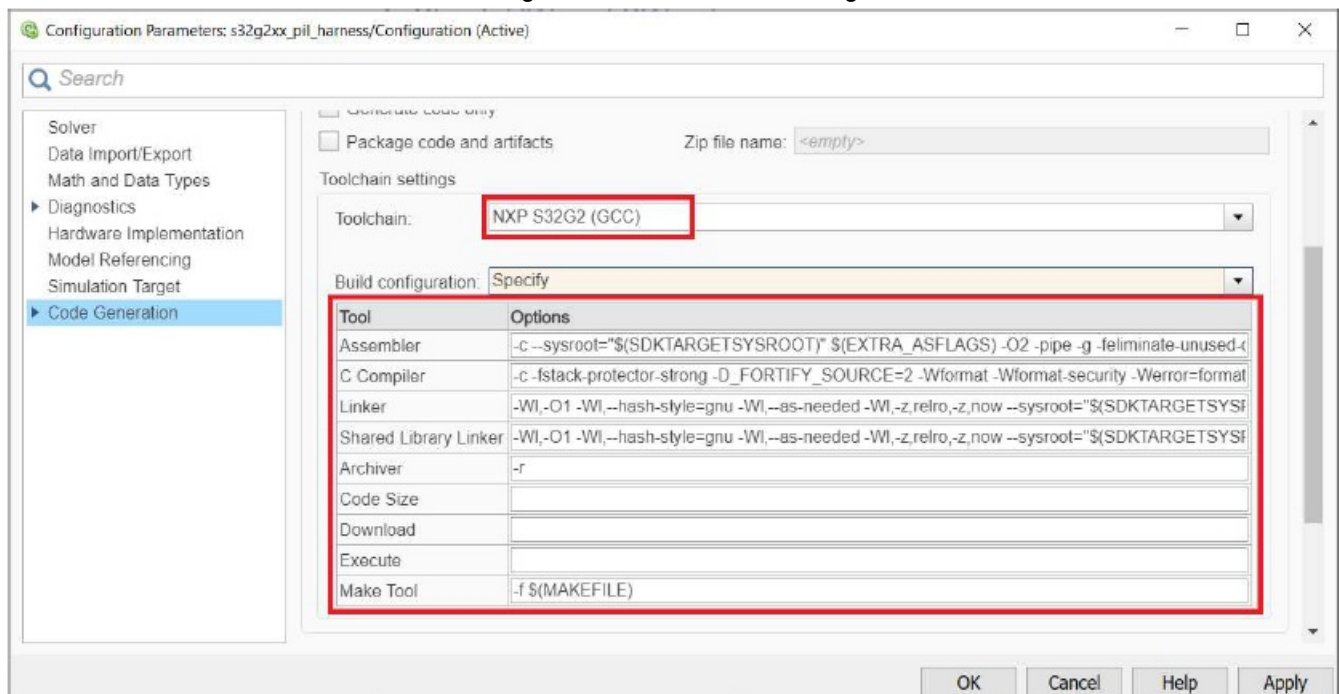 Configuration Parameters: s32g2xx_pil_harness/Configuration (Active)
Search
Solver
Data Import/Export
Math and Data Types
Diagnostics
Hardware Implementation
Model Referencing
Simulation Target
Code Generation
Generate code only
Package code and artifacts Zip file name: <empty>
Toolchain settings
Toolchain: NXP S32G2 (GCC)
Build configuration: Specify
Tool Options
Assembler -c --sysroot="$(SDKTARGETSYSROOT)" $(EXTRA_ASFLAGS) -O2 -pipe -g -feliminate-unused-
C Compiler -c -fstack-protector-strong -D_FORTIFY_SOURCE=2 -Wformat -Wformat-security -Werror=format
Linker -Wl,-O1 -Wl,--hash-style=gnu -Wl,--as-needed -Wl,-z,relro,-z,now --sysroot="$(SDKTARGETSYS
Shared Library Linker -Wl,-O1 -Wl,--hash-style=gnu -Wl,--as-needed -Wl,-z,relro,-z,now --sysroot="$(SDKTARGETSYS
Archiver -r
Code Size
Download
Execute
Make Tool -f $(MAKEFILE)
OK Cancel Help Apply